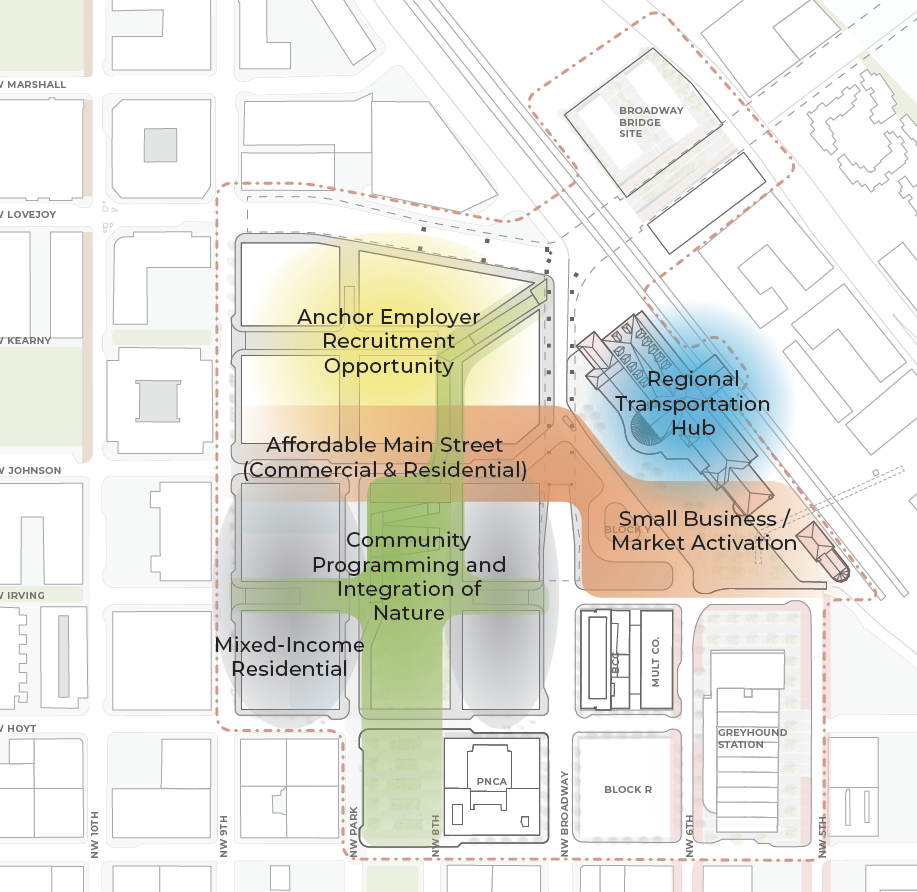 W MARSHALL
BROADWAY
BRIDGE
SITE
W LOVEJOY
W KEARNY
Anchor Employer
Recruitment
Opportunity
Regional
Transportation
Hub
Affordable Main Street
(Commercial & Residential)
W JOHNSON
Small Business /
Market Activation
BLOCK Y
Community
Programming and
Integration of
Nature
W IRVING
Mixed-Income
Residential
BCG
MULT CO.
W HOYT
GREYHOUND
STATION
PNCA
BLOCK R
NW 10TH
NW 9TH
NW PARK
NW 8TH
NW BROADWAY
NW 6TH
NW 5TH